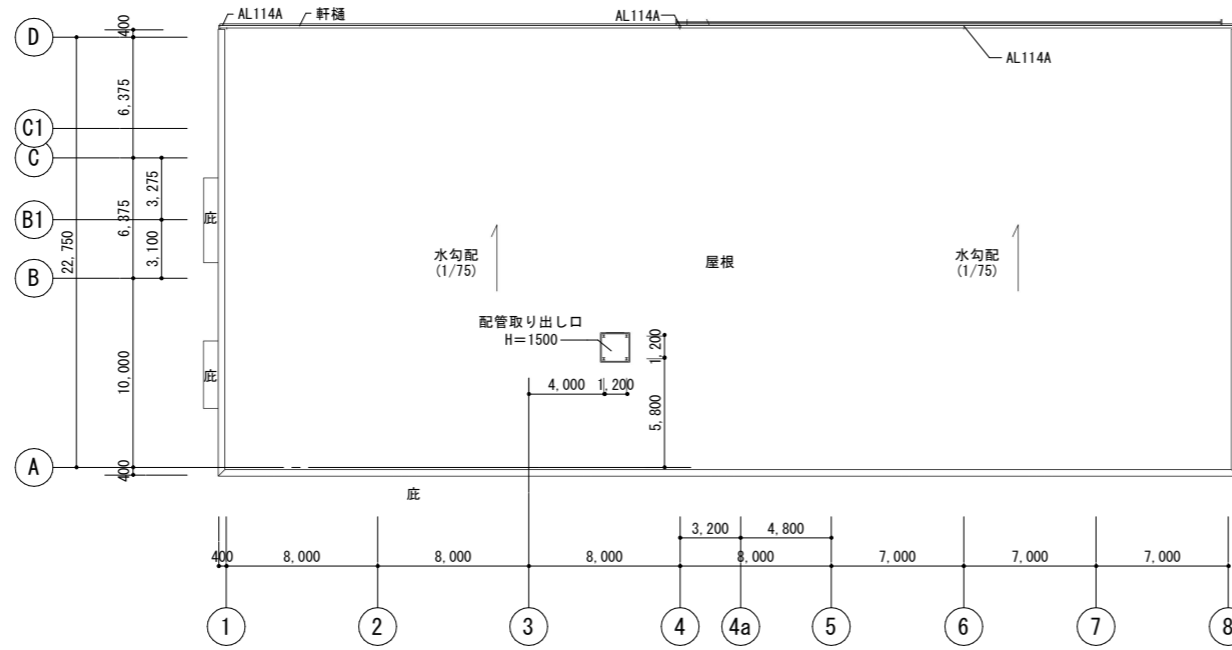 AL114A
軒樋
AL114A
AL114A
D
400
6,375
C1
C
3,275
庇
B1
6,375
22,750
3,100
B
水勾配
(1/75)
屋根
水勾配
(1/75)
配管取り出し口
H=1500
1,200
庇
10,000
4,000
1,200
5,800
A
400
庇
3,200
4,800
400
8,000
8,000
8,000
8,000
7,000
7,000
7,000
1
2
3
4
4a
5
6
7
8